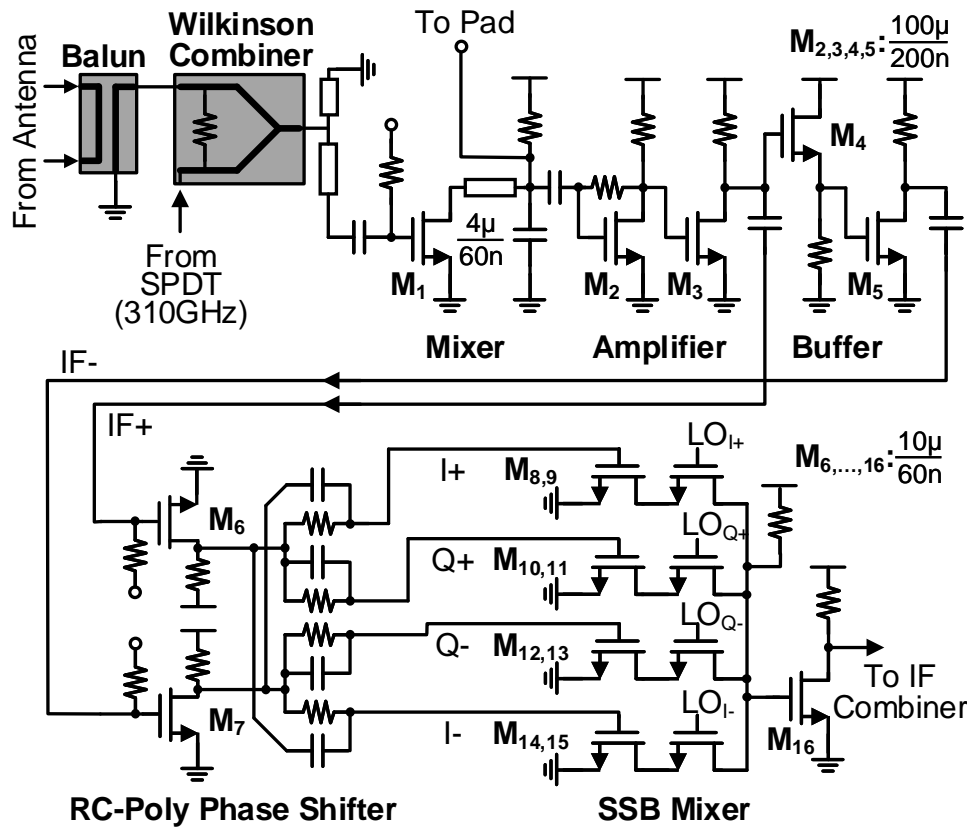 Wilkinson
Combiner
Balun
To Pad
M2,3,4,5: 100µ/200n
From Antenna
M4
4µ/60n
From
SPDT
(310GHz)
M1
M2
M3
M5
Mixer
Amplifier
Buffer
IF-
IF+
I+
M8,9
LOI+
M6,...,16: 10µ/60n
M6
Q+
M10,11
LOQ+
Q-
M12,13
LOQ-
M7
I-
M14,15
LOI-
M16
To IF
Combiner
RC-Poly Phase Shifter
SSB Mixer